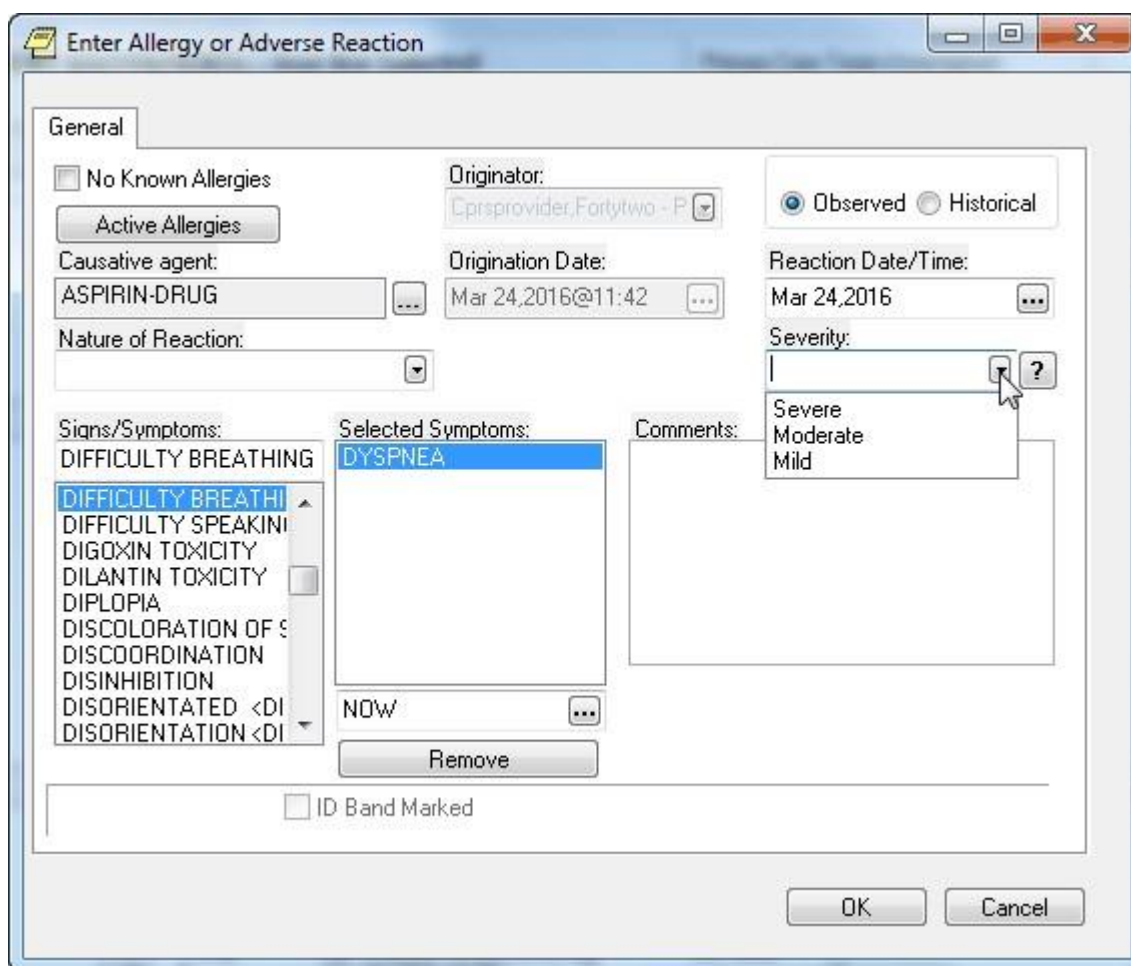 Enter Allergy or Adverse Reaction
General
No Known Allergies
Originator:
Cprsprovider,Fortytwo - P
Observed
Historical
Active Allergies
Causative agent:
Origination Date:
Reaction Date/Time:
ASPIRIN-DRUG
...
Mar 24,2016@11:42
...
Mar 24,2016
...
Nature of Reaction:
Severity:
?
Severe
Moderate
Mild
Signs/Symptoms:
Selected Symptoms:
Comments:
DIFFICULTY BREATHING
DYSPNEA
DIFFICULTY BREATHI
DIFFICULTY SPEAKIN
DIGOXIN TOXICITY
DILANTIN TOXICITY
DIPLOPIA
DISCOLORATION OF S
DISCOORDINATION
DISINHIBITION
DISORIENTATED <DI
DISORIENTATION <DI
NOW
...
Remove
ID Band Marked
OK
Cancel